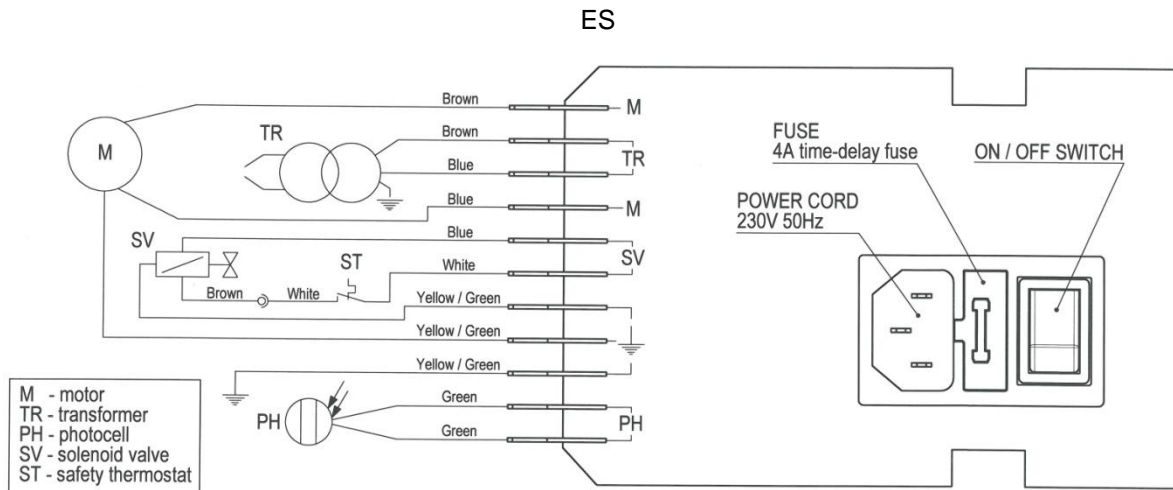 ES
Brown
M
Brown
TR
M
TR
FUSE
4A time-delay fuse
ON / OFF SWITCH
Blue
POWER CORD
230V 50Hz
Blue
M
SV
Blue
SV
ST
White
Brown
White
Yellow / Green
Yellow / Green
Yellow / Green
M - motor
TR - transformer
PH - photocell
SV - solenoid valve
ST - safety thermostat
Green
PH
PH
Green